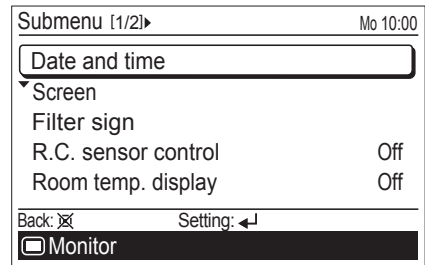 Submenu [1/2]▸ Mo 10:00
Date and time
Screen
Filter sign
R.C. sensor control Off
Room temp. display Off
Back: Setting:
Monitor